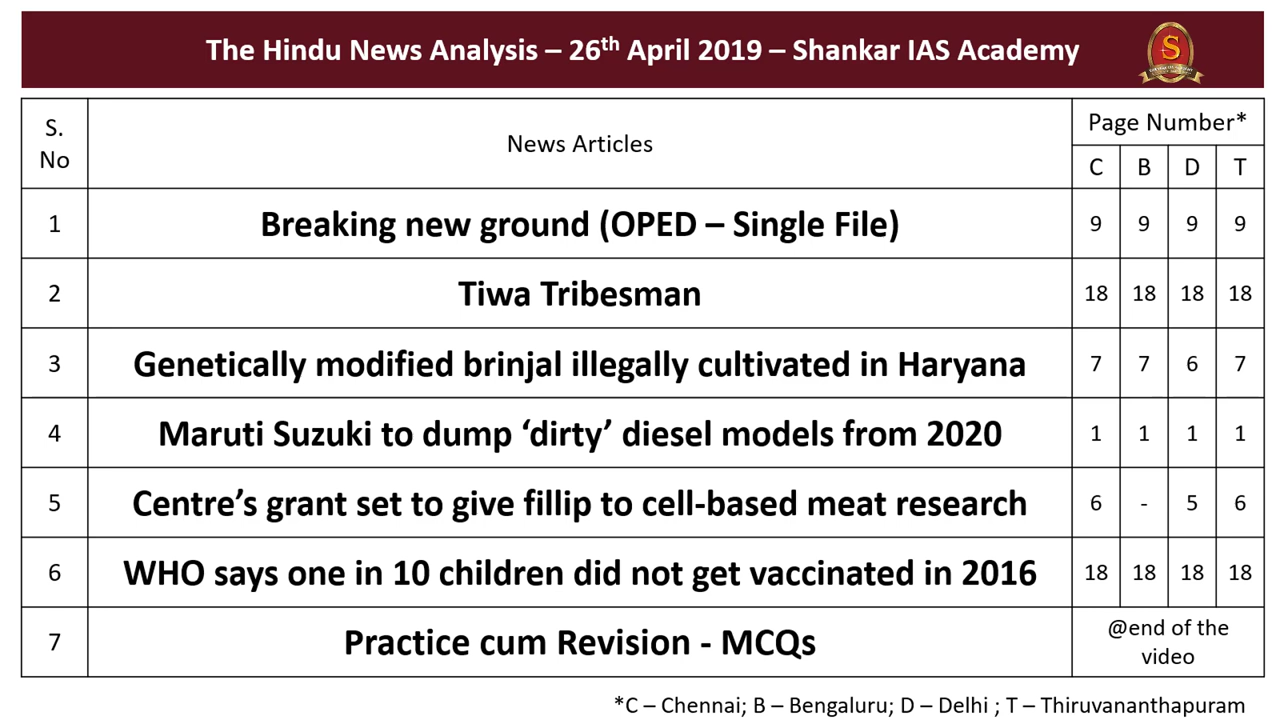 The Hindu News Analysis – 26th April 2019 – Shankar IAS Academy
S
S. No
News Articles
Page Number*
C B D T
1 Breaking new ground (OPED – Single File) 9 9 9 9
2 Tiwa Tribesman 18 18 18 18
3 Genetically modified brinjal illegally cultivated in Haryana 7 7 6 7
4 Maruti Suzuki to dump ‘dirty’ diesel models from 2020 1 1 1 1
5 Centre’s grant set to give fillip to cell-based meat research 6 - 5 6
6 WHO says one in 10 children did not get vaccinated in 2016 18 18 18 18
7 Practice cum Revision - MCQs @end of the
video
*C – Chennai; B – Bengaluru; D – Delhi ; T – Thiruvananthapuram